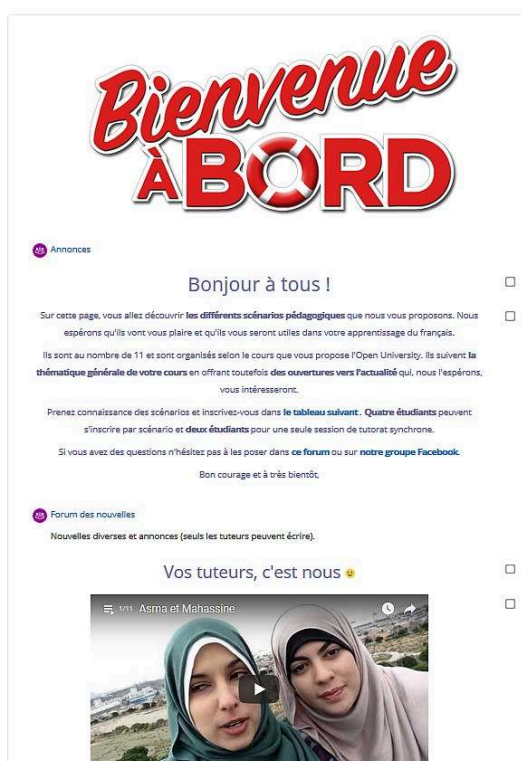 Bienvenue
À BORD
Annonces
Bonjour à tous !
Sur cette page, vous allez découvrir les différents scénarios pédagogiques que nous vous proposons. Nous
espérons qu'ils vont vous plaire et qu'ils vous seront utiles dans votre apprentissage du français.
Ils sont au nombre de 11 et sont organisés selon le cours que vous propose l'Open University. Ils suivent la
thématique générale de votre cours en offrant toutefois des ouvertures vers l'actualité qui, nous l'espérons,
vous intéresseront.
Prenez connaissance des scénarios et inscrivez-vous dans le tableau suivant. Quatre étudiants peuvent
s'inscrire par scénario et deux étudiants pour une seule session de tutorat synchrone.
Si vous avez des questions n'hésitez pas à les poser dans ce forum ou sur notre groupe Facebook.
Bon courage et à très bientôt,
Forum des nouvelles
Nouvelles diverses et annonces (seuls les tuteurs peuvent écrire).
Vos tuteurs, c'est nous
1/11 Asma et Mahassine